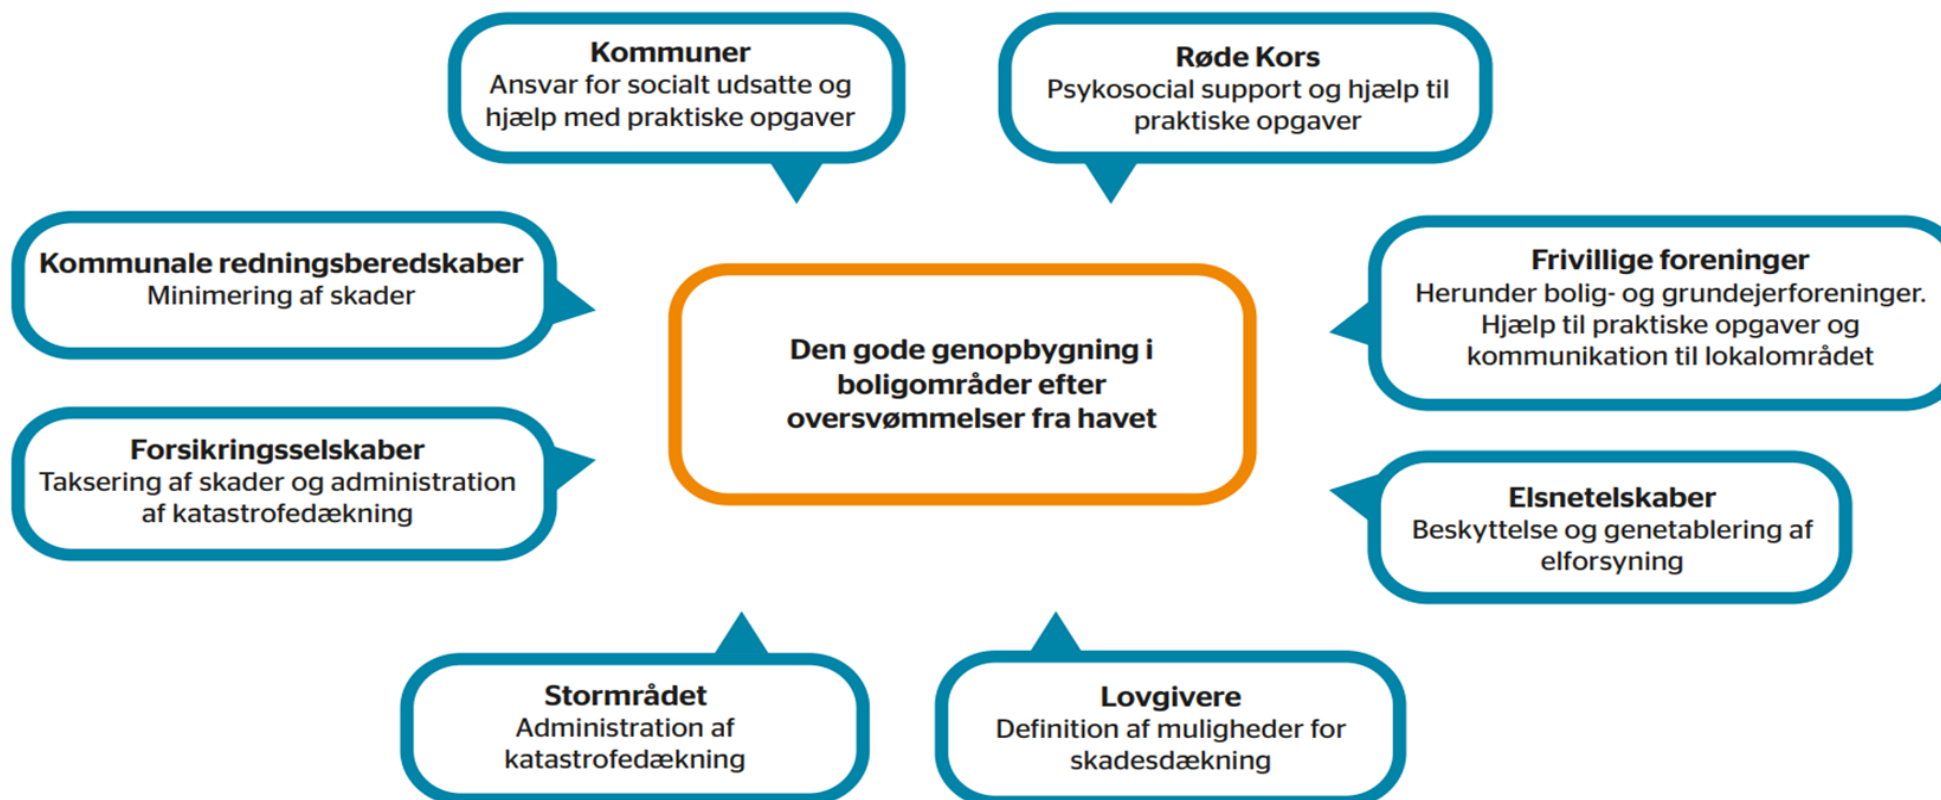 Kommuner
Ansvar for socialt udsatte og
hjælp med praktiske opgaver
Røde Kors
Psykosocial support og hjælp til
praktiske opgaver
Kommunale redningsberedskaber
Minimering af skader
Frivillige foreninger
Herunder bolig- og grundejerforeninger.
Hjælp til praktiske opgaver og
kommunikation til lokalområdet
Den gode genopbygning i
boligområder efter
oversvømmelser fra havet
Forsikringsselskaber
Taksering af skader og administration
af katastrofedækning
Elsnetelskaber
Beskyttelse og genetablering af
elforsyning
Stormrådet
Administration af
katastrofedækning
Lovgivere
Definition af muligheder for
skadesdækning